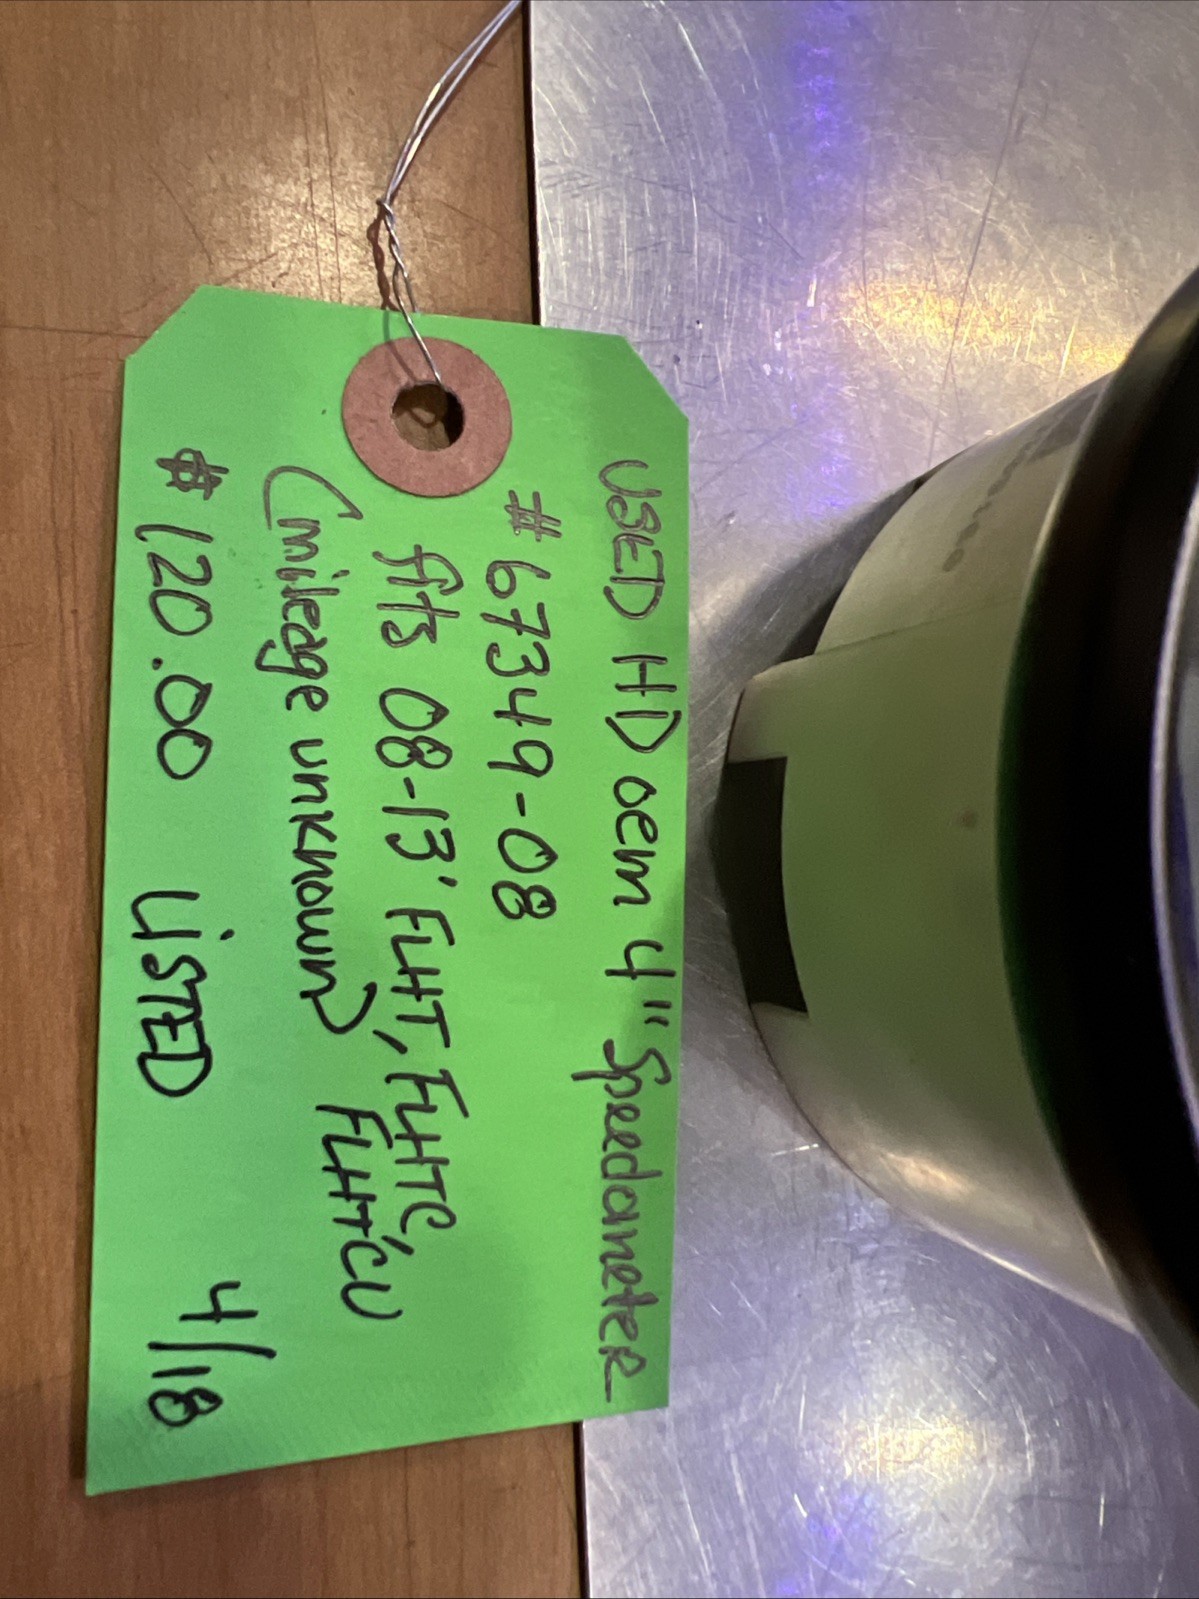 USED HD oem 4" Speedometer
# 67349-08
fits 08-13' FLHT, FLHTC,
(mileage unknown) FLHTCU
$120.00 LISTED 4/18